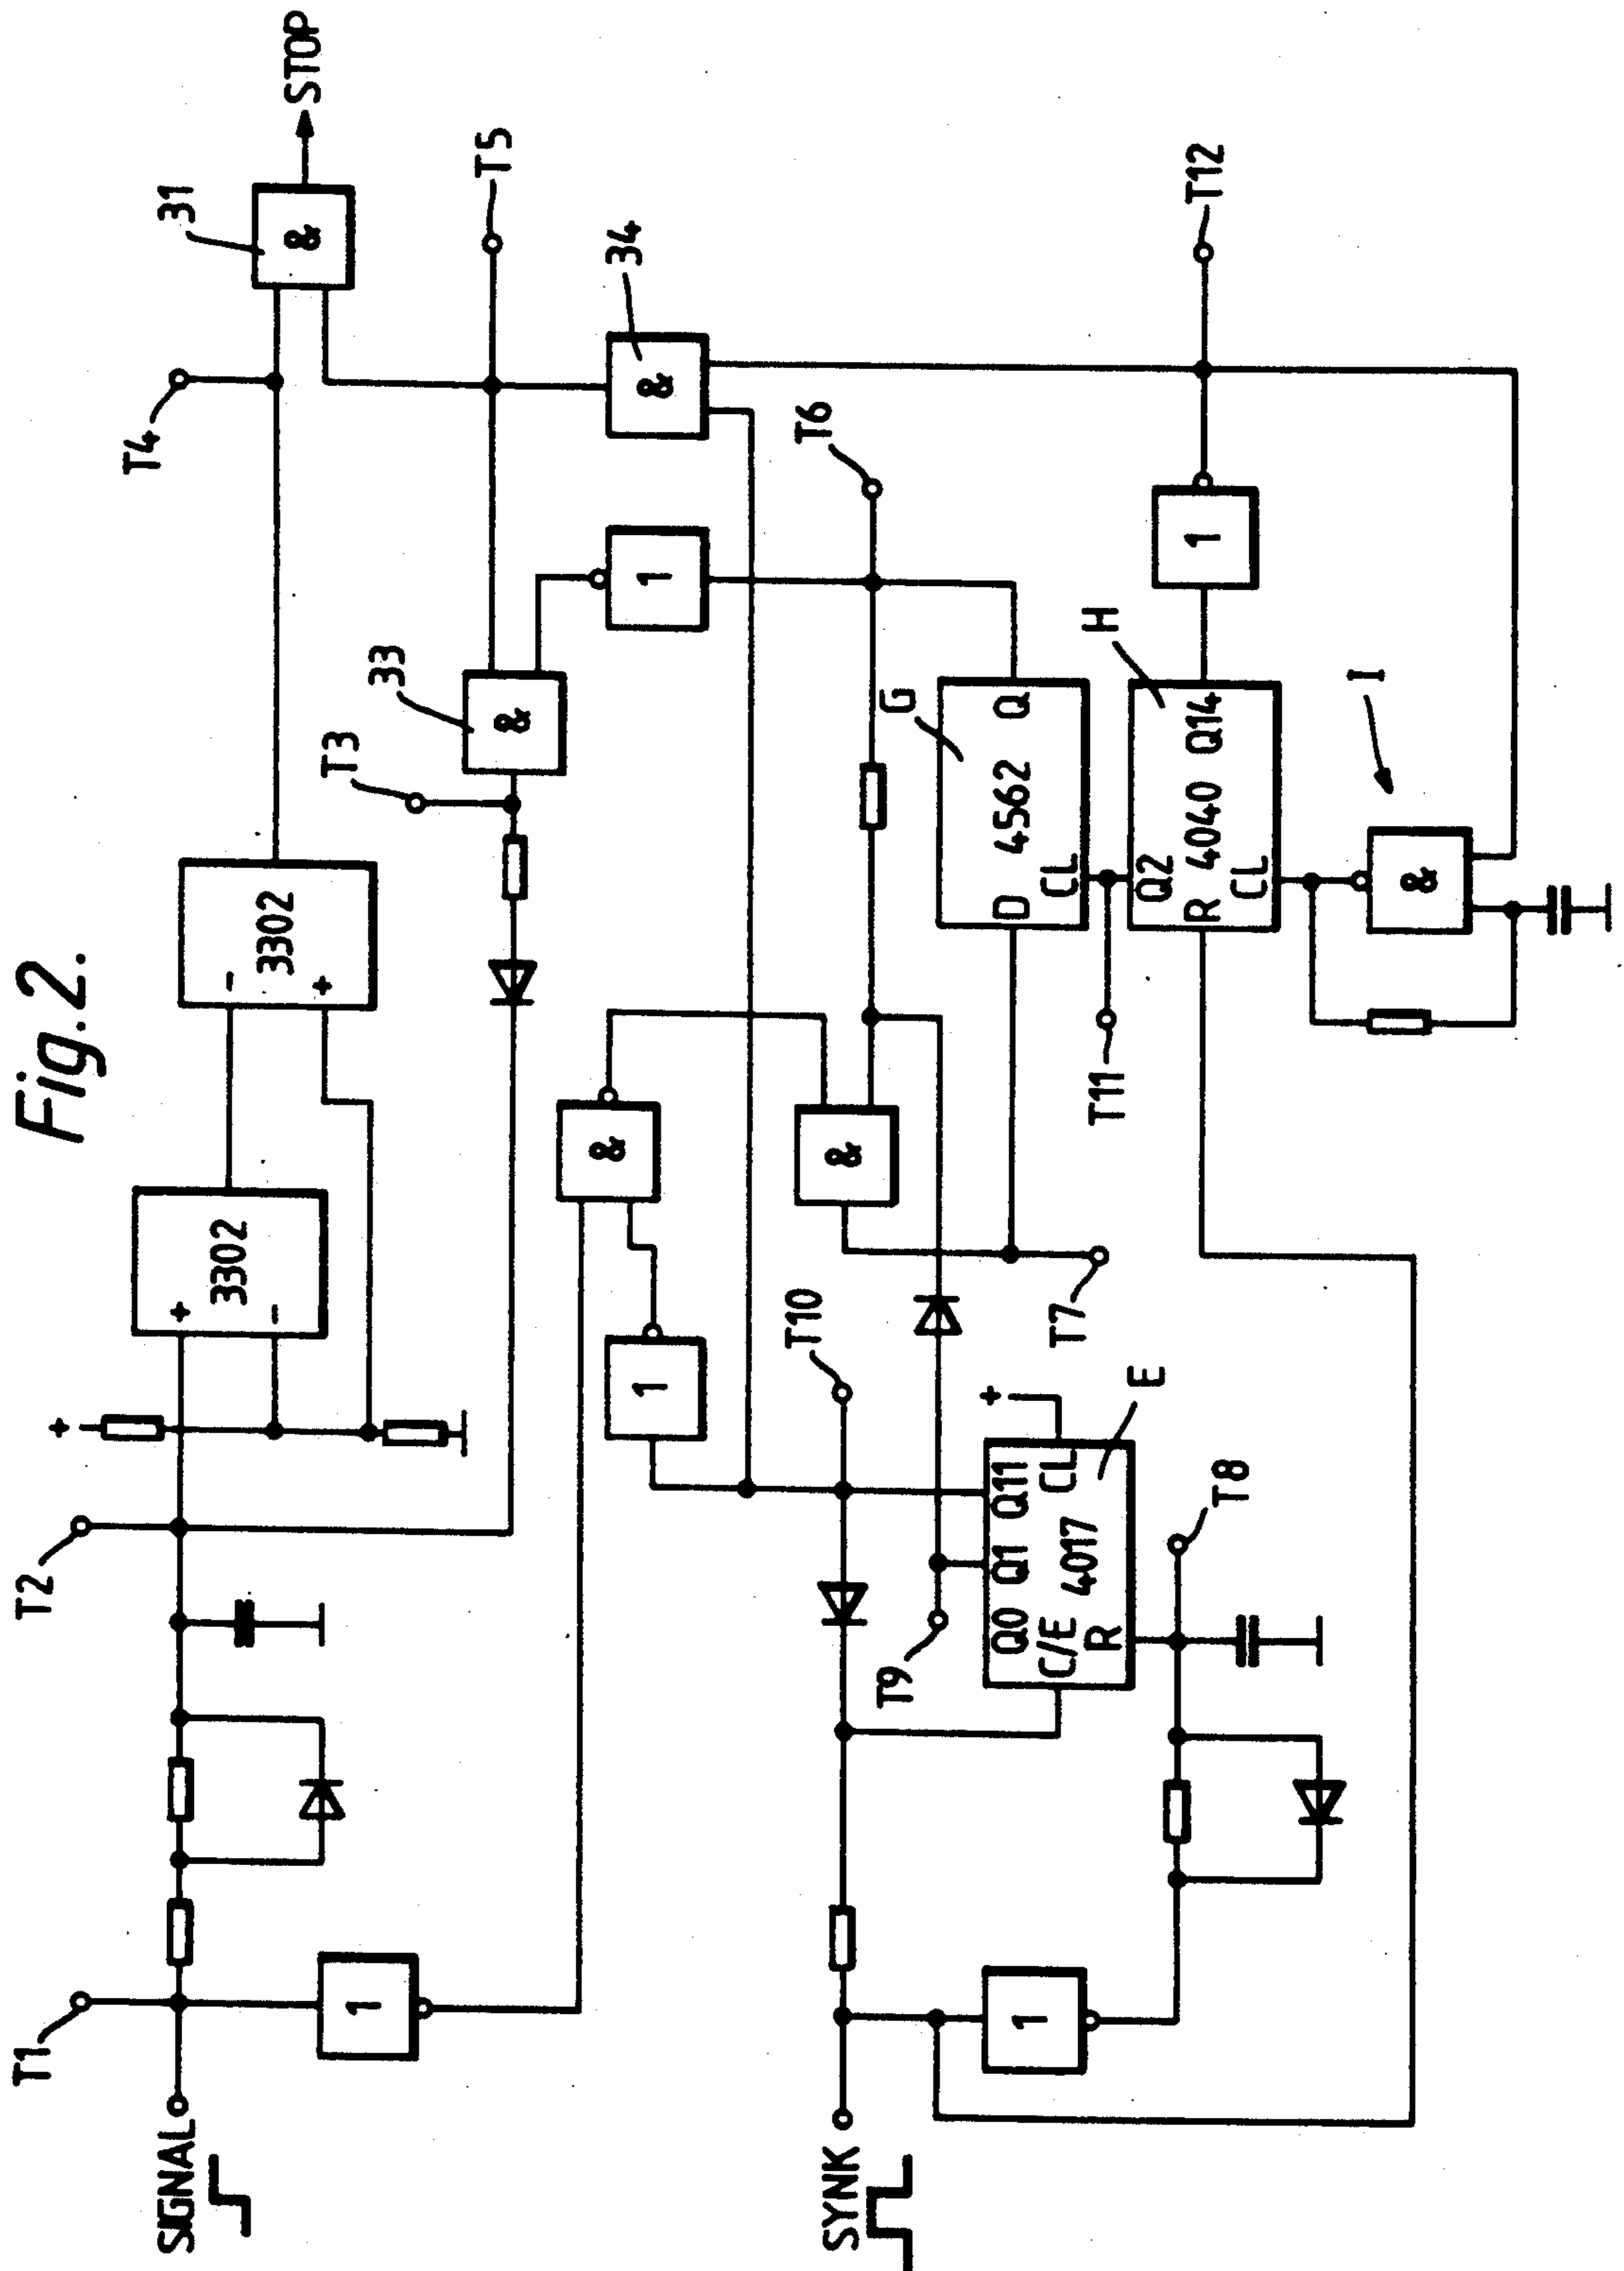 Fig.2.
T1
T2
T3
T4
SIGNAL
1
+
+
-
3302
-
+
3302
31
&
STOP
33
&
T5
1
34
&
1
&
&
T6
T10
SYNK
1
T9
Q0 Q1 Q11
C/E 4017 CL
R
+
E
T8
T7
G
D 4562 Q
CL
T11
H
Q2
R 4040 Q14
CL
1
T12
I
&